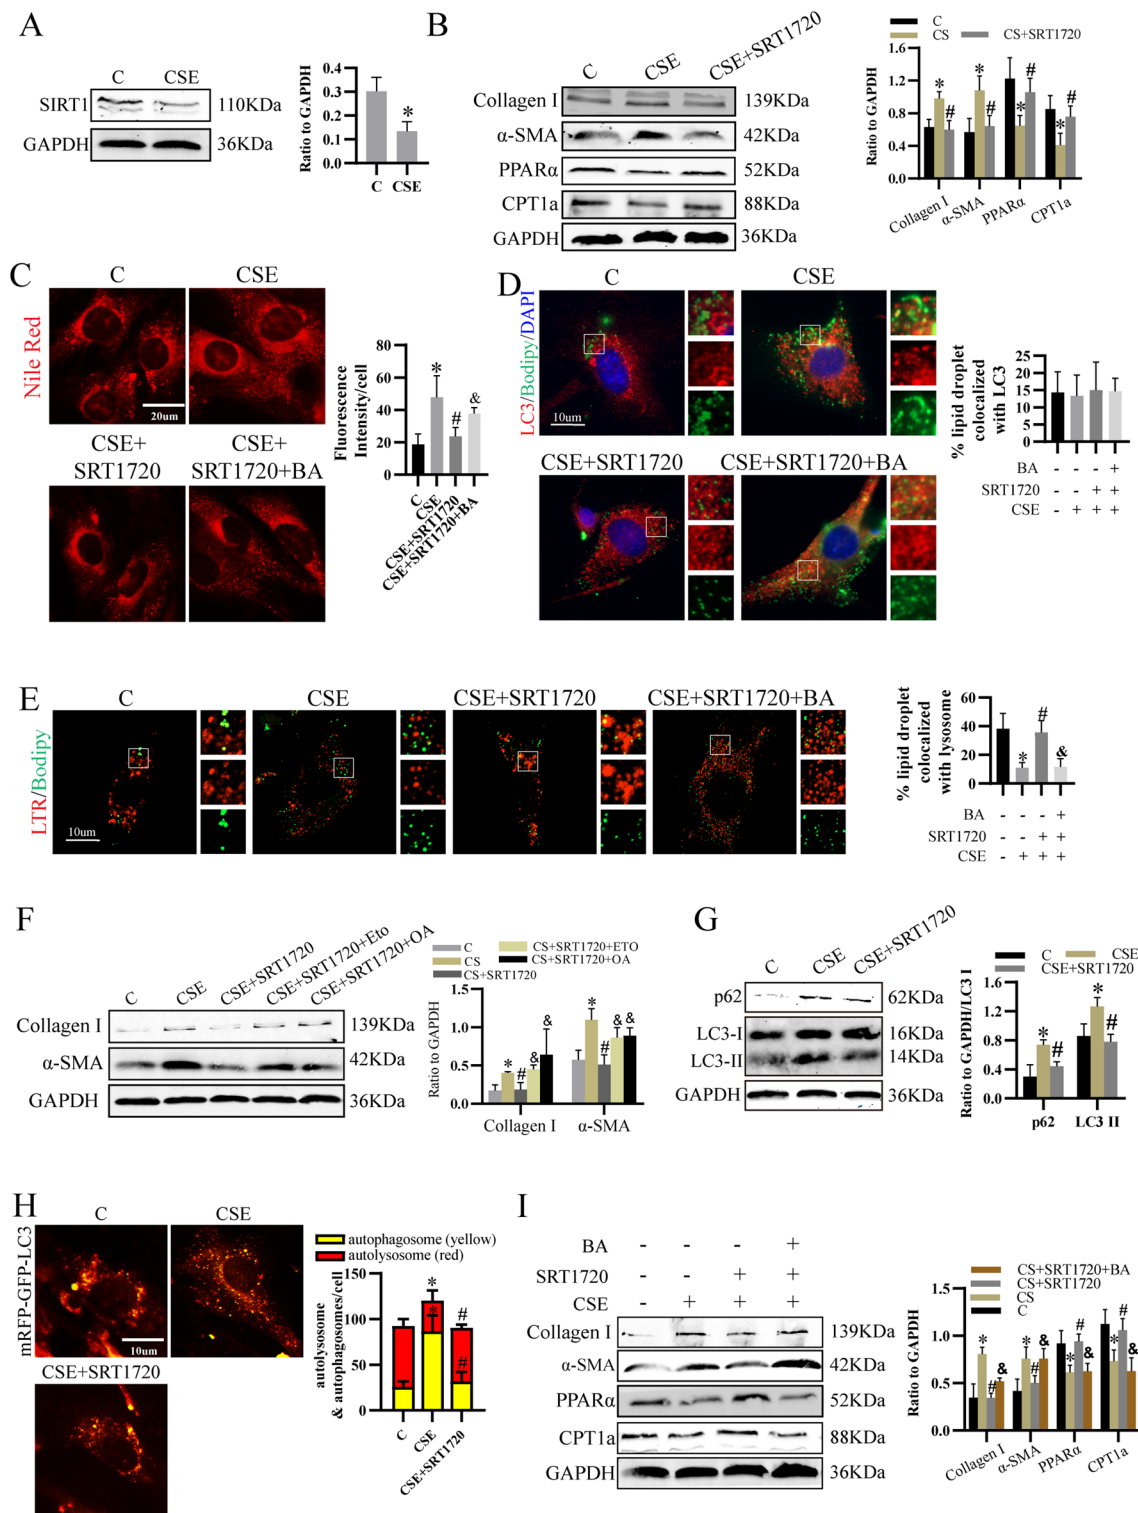 A
C CSE
SIRT1 110KDa
GAPDH 36KDa
Ratio to GAPDH
0.4
0.3
0.2
0.1
0.0
*
C CSE
B
C CSE CSE+SRT1720
Collagen I 139KDa
α-SMA 42KDa
PPARα 52KDa
CPT1a 88KDa
GAPDH 36KDa
C
CS CS+SRT1720
Ratio to GAPDH
1.6
1.2
0.8
0.4
0.0
* # * # * # * #
Collagen I α-SMA PPARα CPT1a
C
C CSE
Nile Red
20um
CSE+ CSE+
SRT1720 SRT1720+BA
Fluorescence
Intensity/cell
80
60
40
20
0
* # &
C CSE CSE+SRT1720 CSE+SRT1720+BA
D
C CSE
LC3/Bodipy/DAPI
10um
CSE+SRT1720 CSE+SRT1720+BA
% lipid droplet
colocalized
with LC3
25
20
15
10
5
0
BA +
SRT1720 - - + +
CSE - + + +
E
C CSE CSE+SRT1720 CSE+SRT1720+BA
LTR/Bodipy
10um
% lipid droplet
colocalized
with lysosome
60
40
20
0
* # &
BA +
SRT1720 - - + +
CSE - + + +
F
C CSE CSE+SRT1720 CSE+SRT1720+Eto CSE+SRT1720+OA
Collagen I 139KDa
α-SMA 42KDa
GAPDH 36KDa
C CS+SRT1720+ETO
CS CS+SRT1720+OA
CS+SRT1720
Ratio to GAPDH
1.5
1.0
0.5
0.0
* # & & * # & &
Collagen I α-SMA
G
C CSE CSE+SRT1720
p62 62KDa
LC3-I 16KDa
LC3-II 14KDa
GAPDH 36KDa
C CSE
CSE+SRT1720
Ratio to GAPDH/LC3 I
1.6
1.2
0.8
0.4
0.0
* # * #
p62 LC3 II
H
C CSE
mRFP-GFP-LC3
10um
CSE+SRT1720
autophagosome (yellow)
autolysosome (red)
autolysosome
& autophagosomes/cell
150
100
50
0
* * # #
C CSE CSE+SRT1720
I
BA - - - +
SRT1720 - - + +
CSE - + + +
Collagen I 139KDa
α-SMA 42KDa
PPARα 52KDa
CPT1a 88KDa
GAPDH 36KDa
CS+SRT1720+BA
CS+SRT1720
CS
C
Ratio to GAPDH
1.5
1.0
0.5
0.0
* # & * # & * # & * # &
Collagen I α-SMA PPARα CPT1a